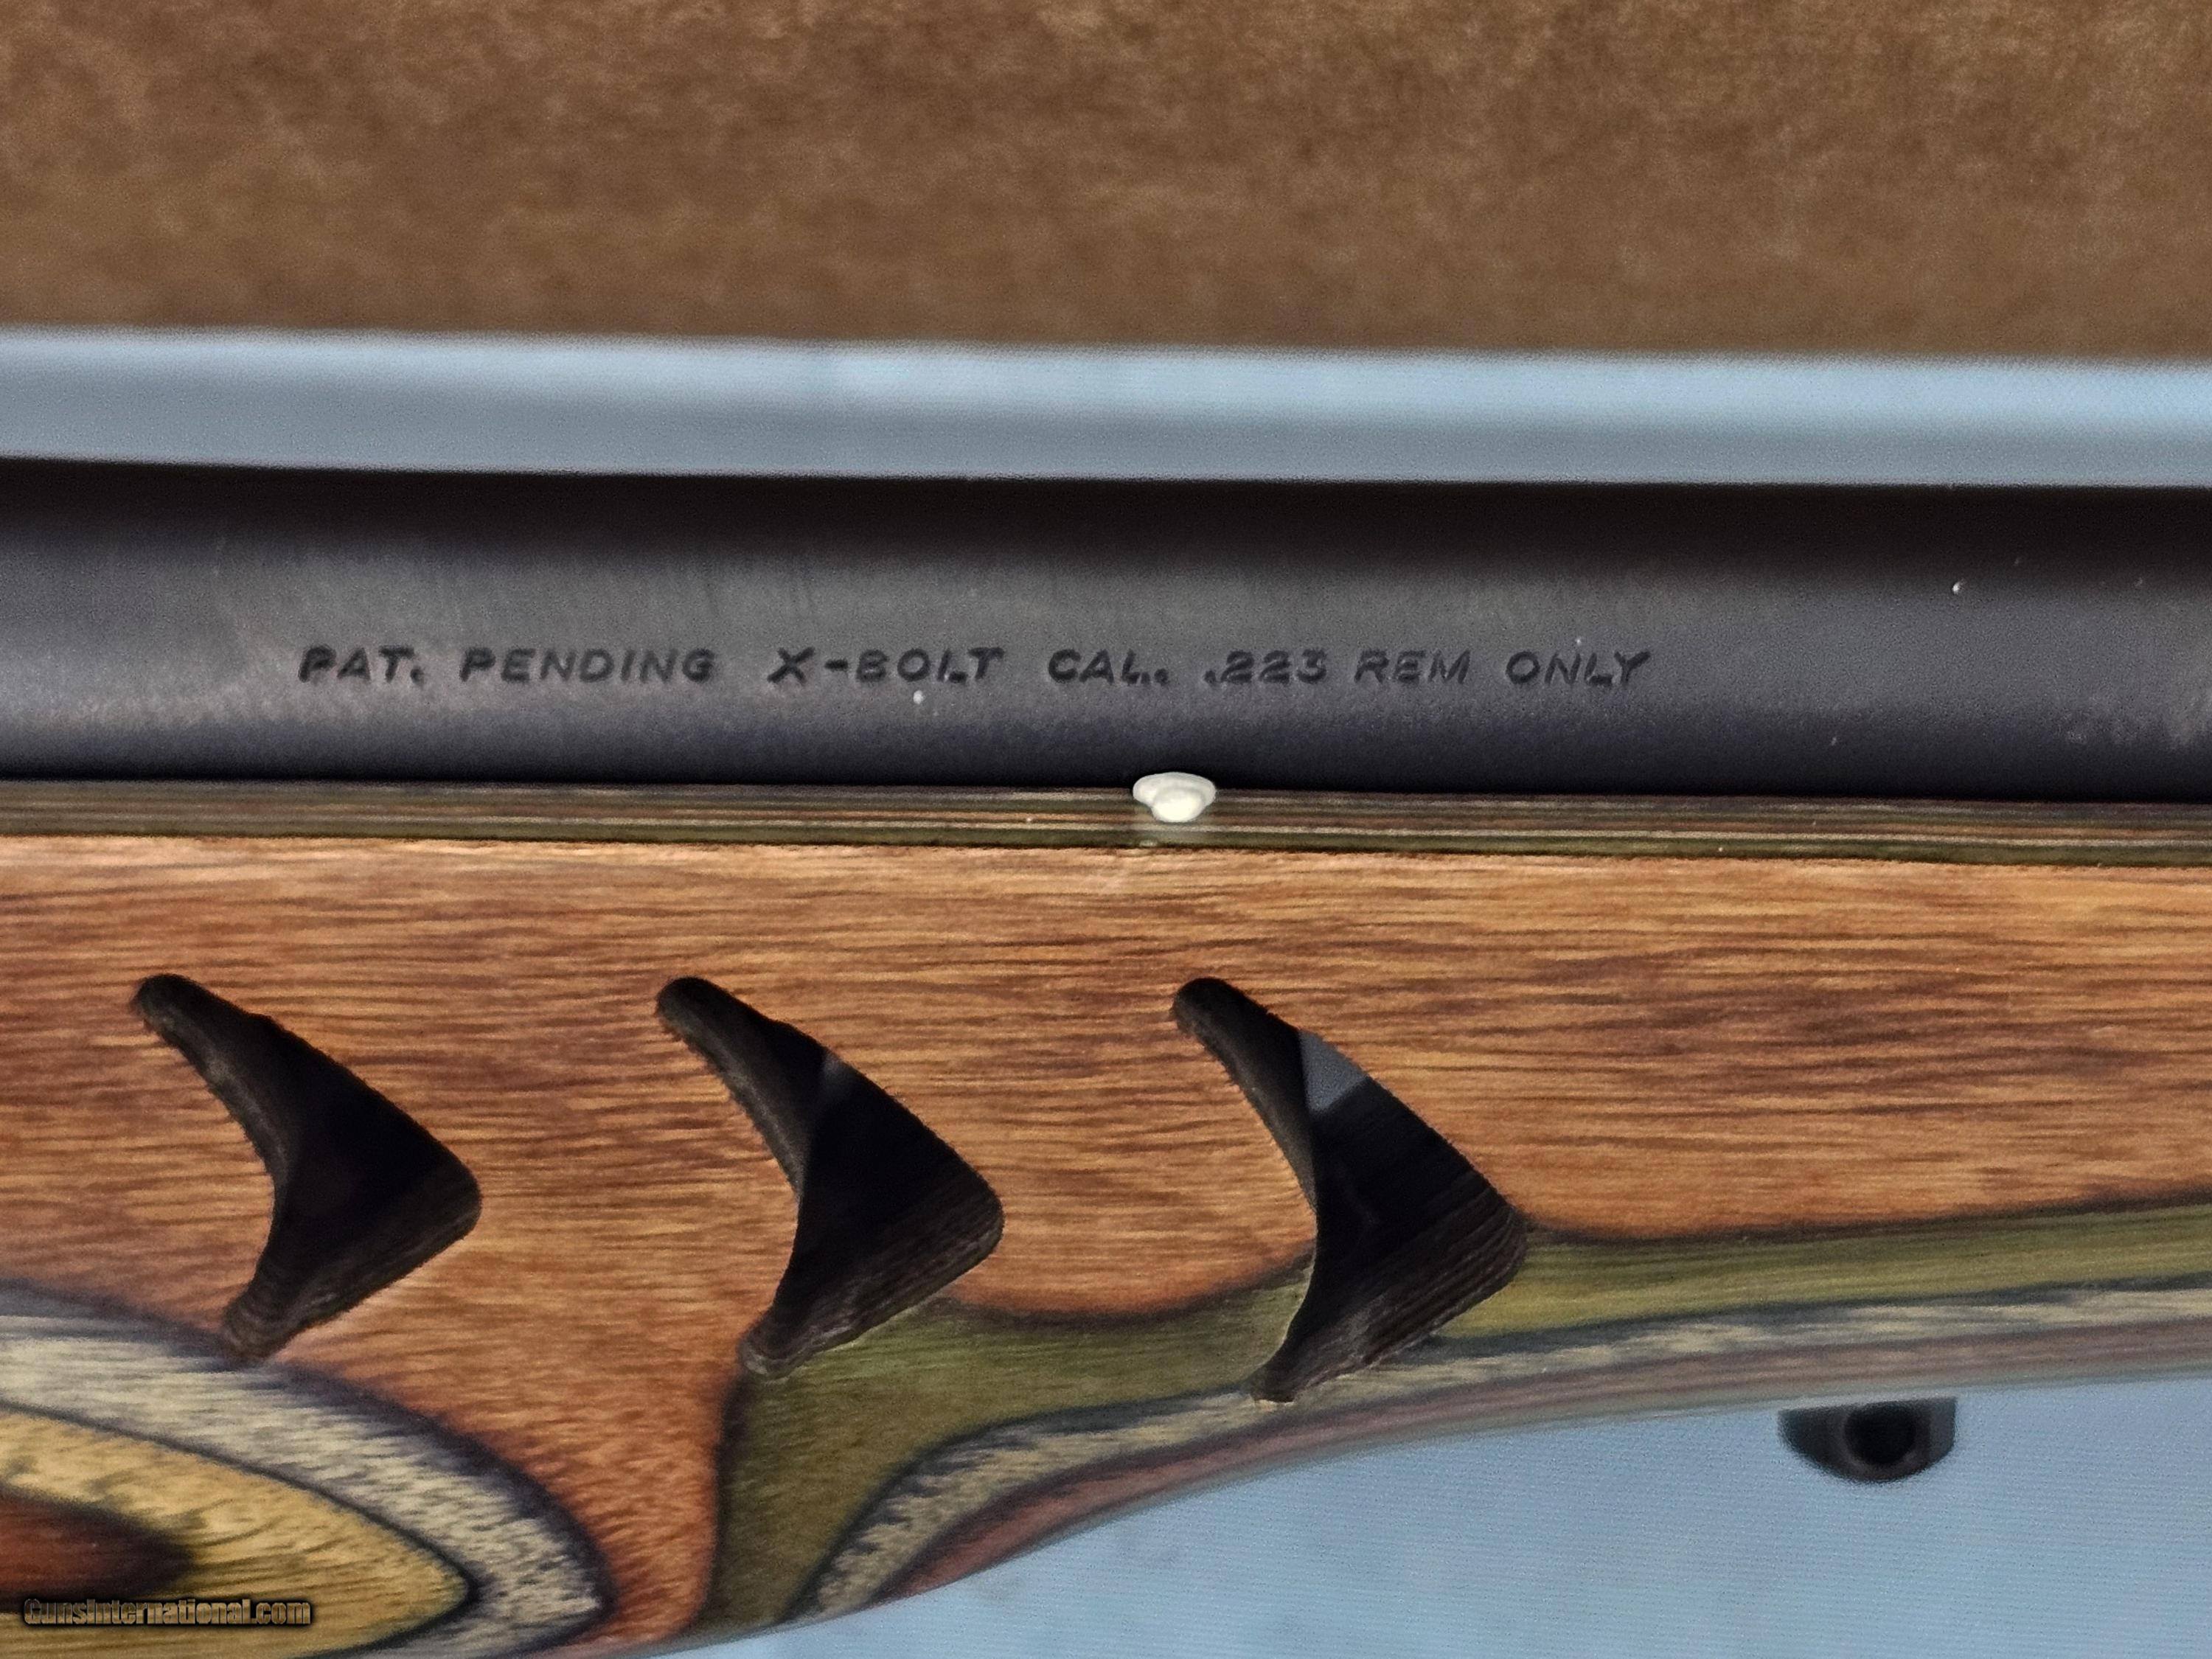 PAT. PENDING X-BOLT CAL. .223 REM ONLY
GunsInternational.com